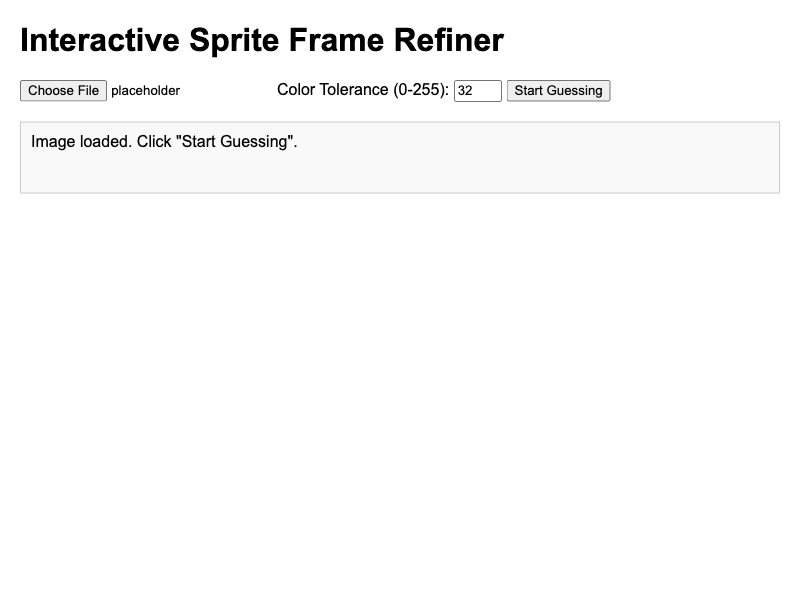 Interactive Sprite Frame Refiner
Choose File placeholder Color Tolerance (0-255): 32 Start Guessing
Image loaded. Click "Start Guessing".